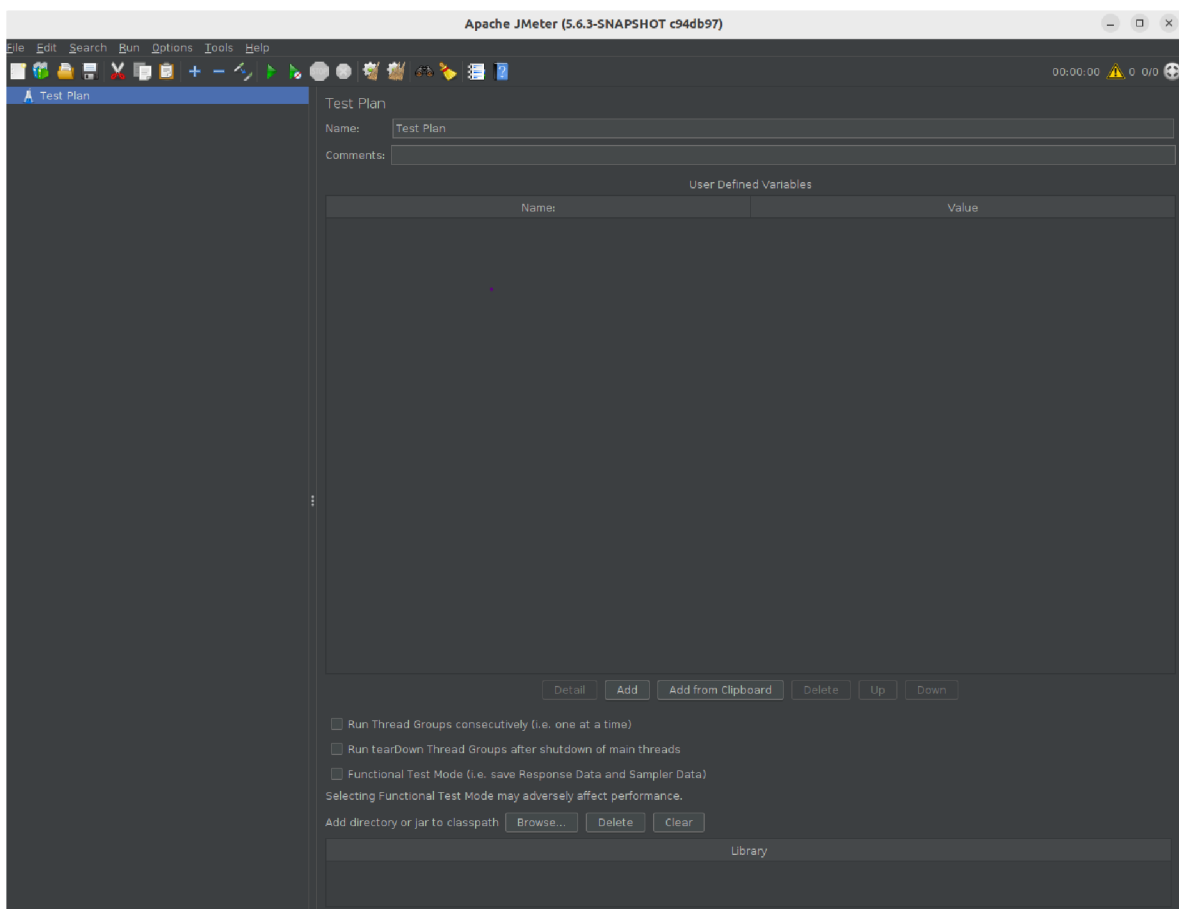 Apache JMeter (5.6.3-SNAPSHOT c94db97)
File Edit Search Run Options Tools Help
00:00:00 0 0/0
Test Plan
Test Plan
Name: Test Plan
Comments:
User Defined Variables
Name: Value
Detail Add Add from Clipboard Delete Up Down
Run Thread Groups consecutively (i.e. one at a time)
Run tearDown Thread Groups after shutdown of main threads
Functional Test Mode (i.e. save Response Data and Sampler Data)
Selecting Functional Test Mode may adversely affect performance.
Add directory or jar to classpath Browse... Delete Clear
Library